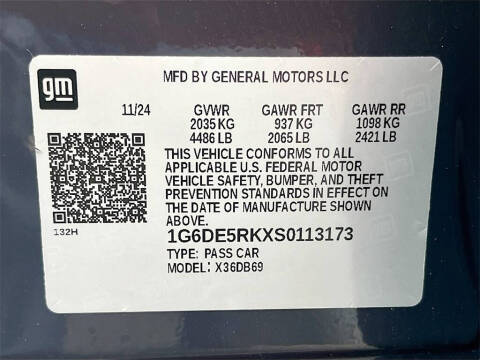 gm
MFD BY GENERAL MOTORS LLC
11/24 GVWR GAWR FRT GAWR RR
2035 KG 937 KG 1098 KG
4486 LB 2065 LB 2421 LB
THIS VEHICLE CONFORMS TO ALL
APPLICABLE U.S. FEDERAL MOTOR
VEHICLE SAFETY, BUMPER, AND THEFT
PREVENTION STANDARDS IN EFFECT ON
THE DATE OF MANUFACTURE SHOWN
ABOVE.
132H
1G6DE5RKXS0113173
TYPE: PASS CAR
MODEL: X36DB69